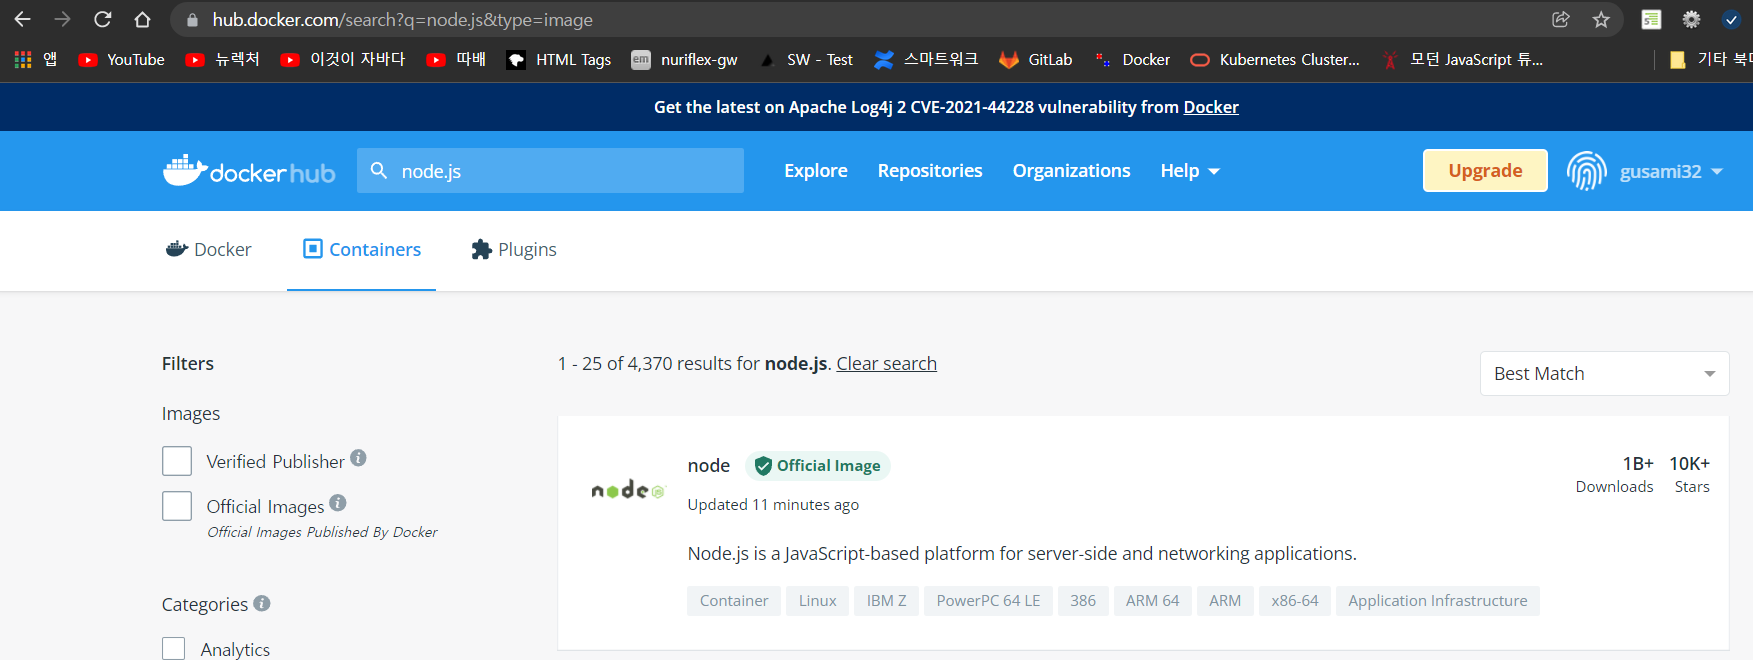 hub.docker.com/search?q=node.js&type=image
앱 YouTube 뉴렉처 이것이 자바다 따배 HTML Tags em nuriflex-gw SW - Test 스마트워크 GitLab Docker Kubernetes Cluster... 모던 JavaScript 튜... 기타 북마
Get the latest on Apache Log4j 2 CVE-2021-44228 vulnerability from Docker
docker hub node.js Explore Repositories Organizations Help Upgrade gusami32
Docker Containers Plugins
Filters
1 - 25 of 4,370 results for node.js. Clear search
Best Match
Images
Verified Publisher
Official Images
Official Images Published By Docker
Categories
Analytics
node
node Official Image
Updated 11 minutes ago
1B+ 10K+
Downloads Stars
Node.js is a JavaScript-based platform for server-side and networking applications.
Container Linux IBM Z PowerPC 64 LE 386 ARM 64 ARM x86-64 Application Infrastructure